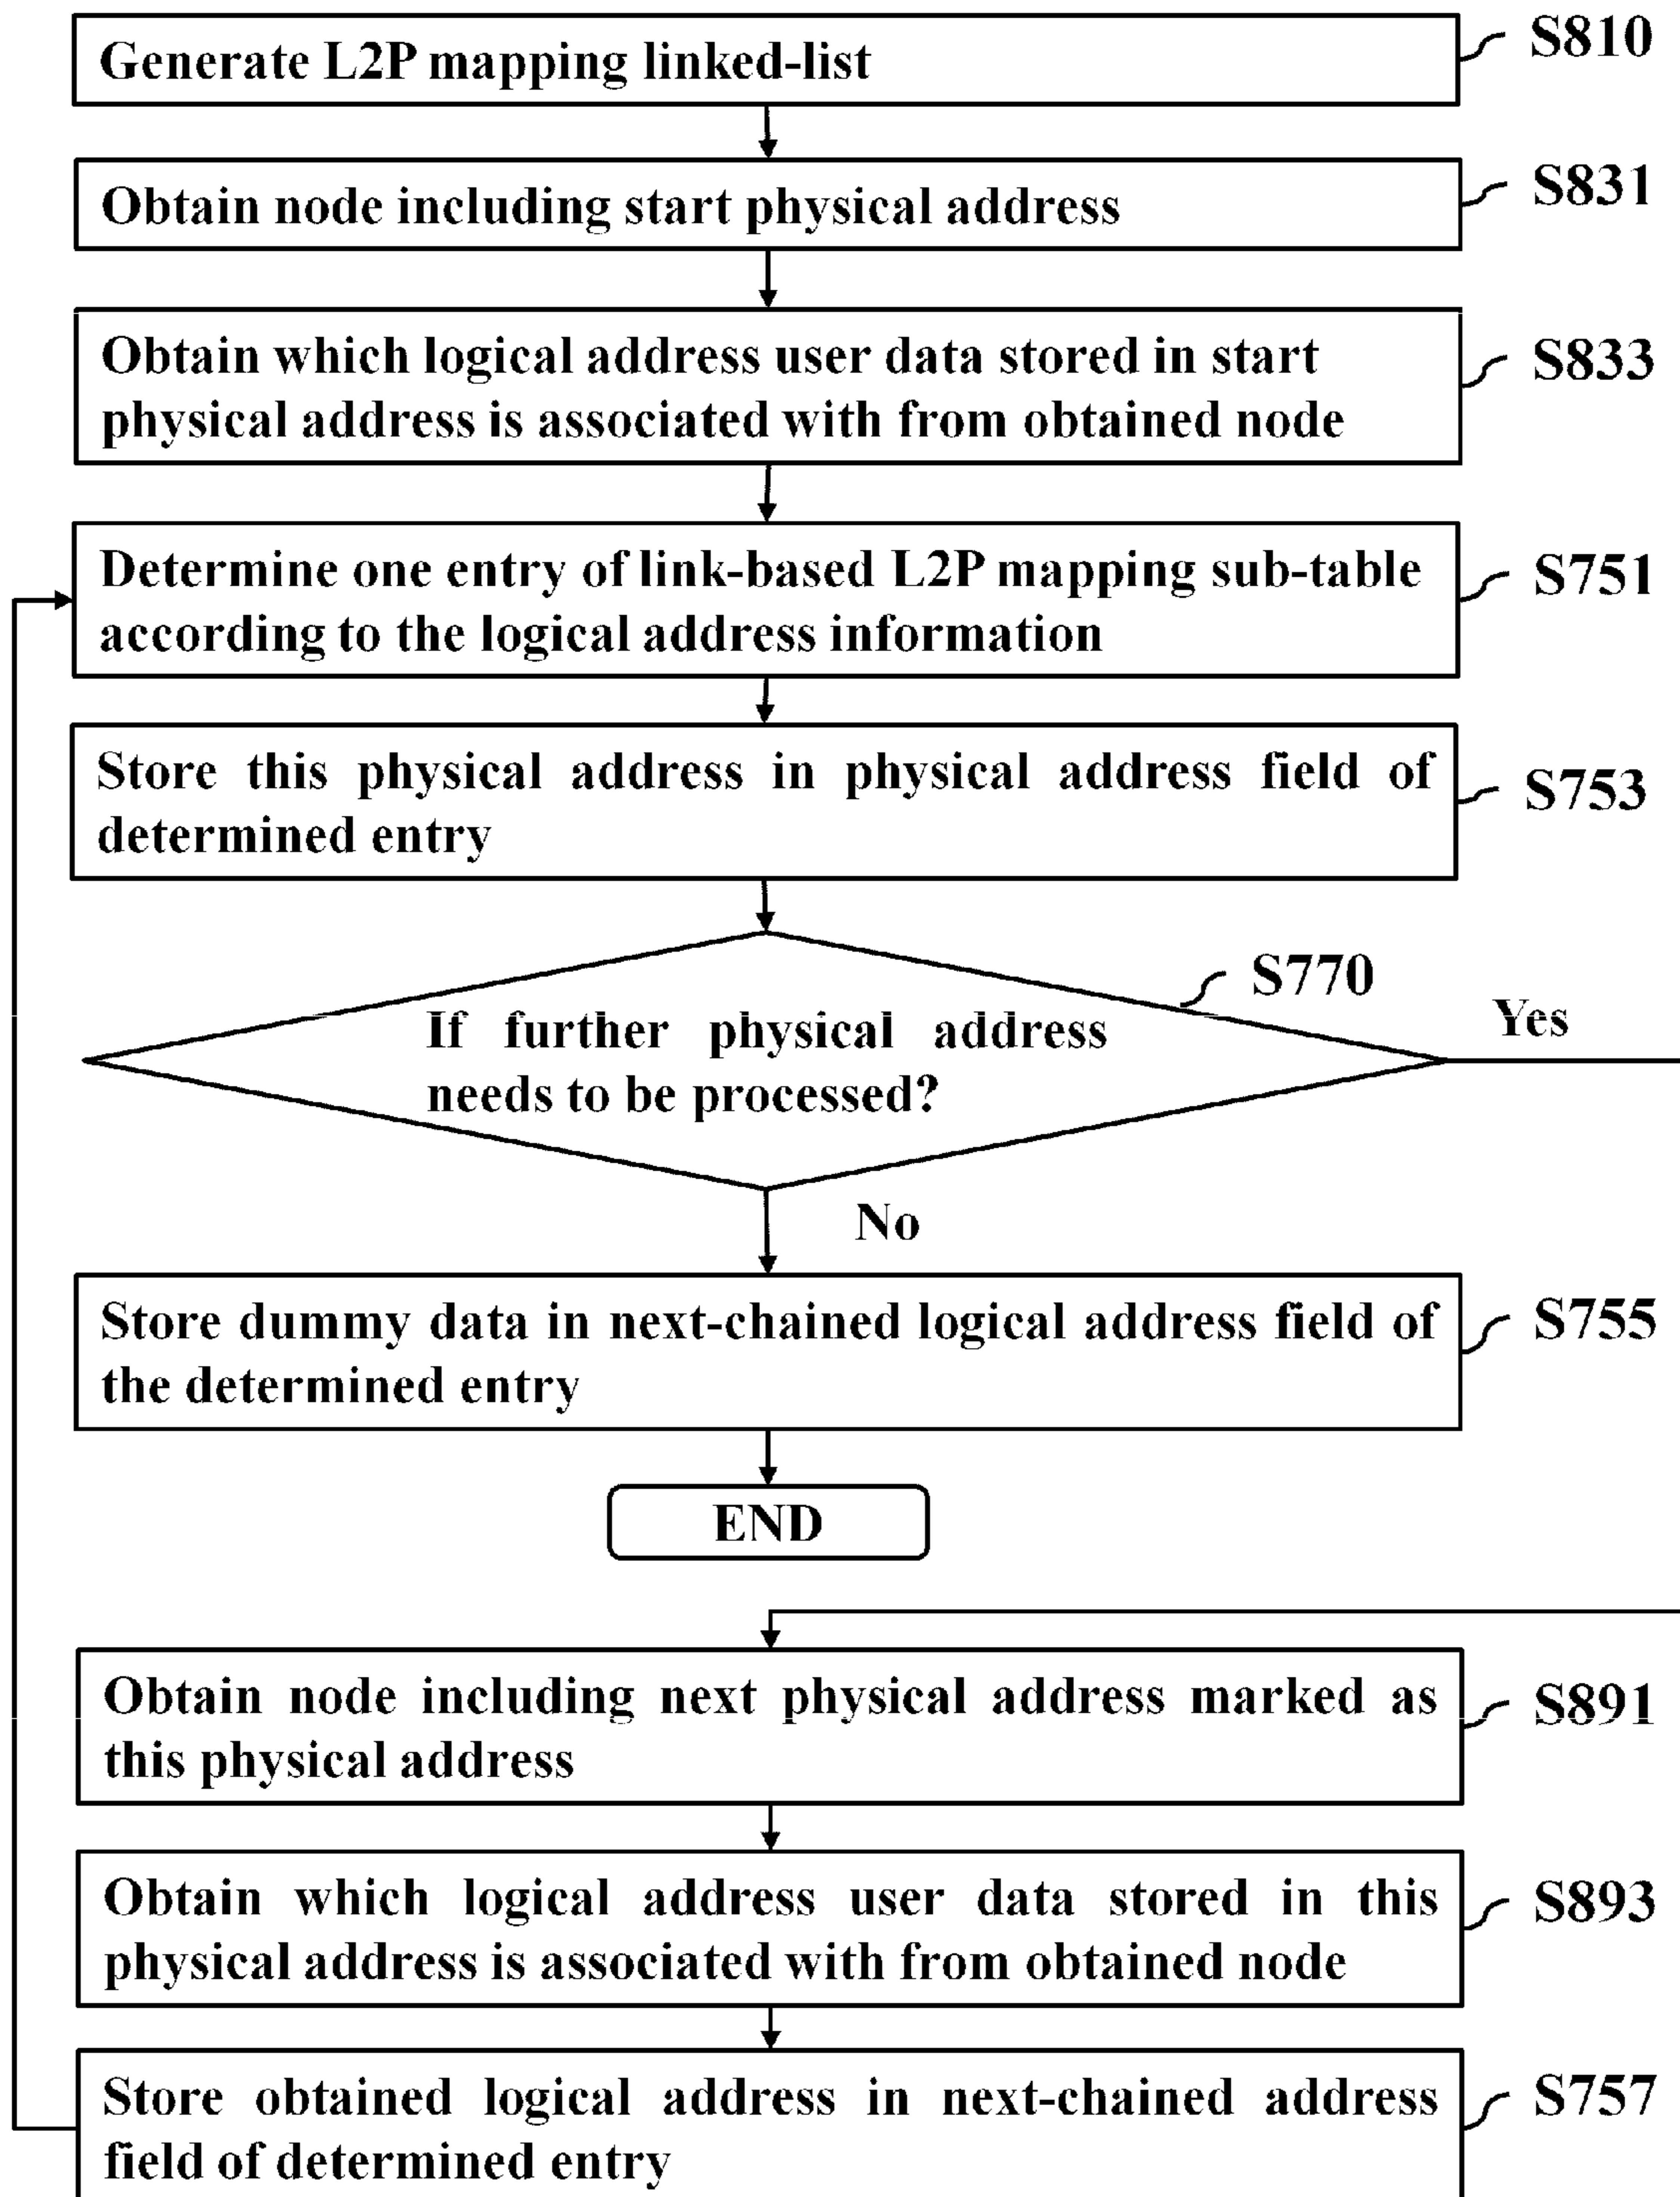 Generate L2P mapping linked-list
S810
Obtain node including start physical address
S831
Obtain which logical address user data stored in start
physical address is associated with from obtained node
S833
Determine one entry of link-based L2P mapping sub-table
according to the logical address information
S751
Store this physical address in physical address field of
determined entry
S753
S770
If further physical address
needs to be processed?
Yes
No
Store dummy data in next-chained logical address field of
the determined entry
S755
END
Obtain node including next physical address marked as
this physical address
S891
Obtain which logical address user data stored in this
physical address is associated with from obtained node
S893
Store obtained logical address in next-chained address
field of determined entry
S757